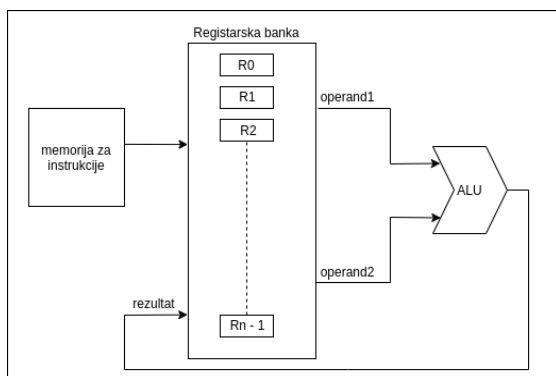 Registarska banka
R0
R1
R2
operand1
memorija za
instrukcije
ALU
operand2
rezultat
Rn - 1